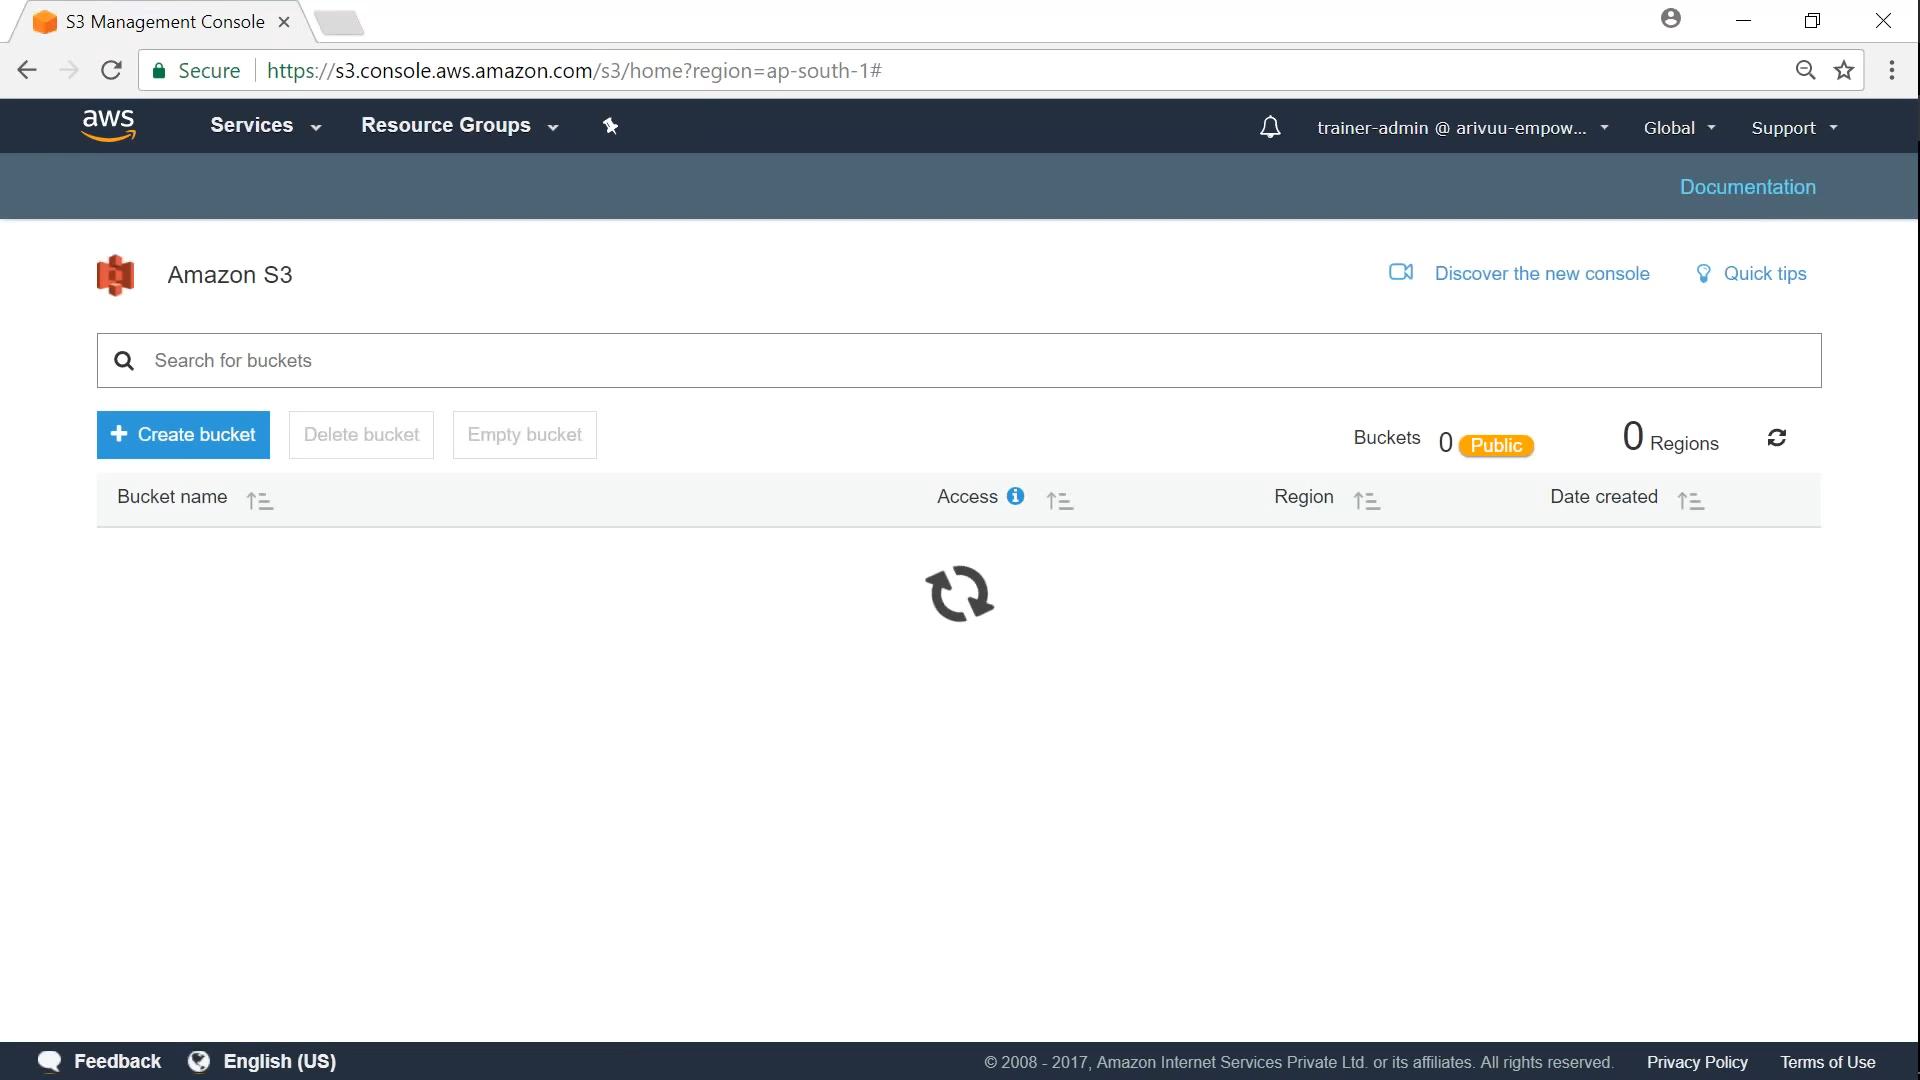 S3 Management Console
Secure https://s3.console.aws.amazon.com/s3/home?region=ap-south-1#
aws Services Resource Groups trainer-admin @ arivuu-empow... Global Support
Documentation
Amazon S3 Discover the new console Quick tips
Search for buckets
Create bucket Delete bucket Empty bucket Buckets 0 Public 0 Regions
Bucket name Access Region Date created
Feedback English (US) © 2008 - 2017, Amazon Internet Services Private Ltd. or its affiliates. All rights reserved. Privacy Policy Terms of Use